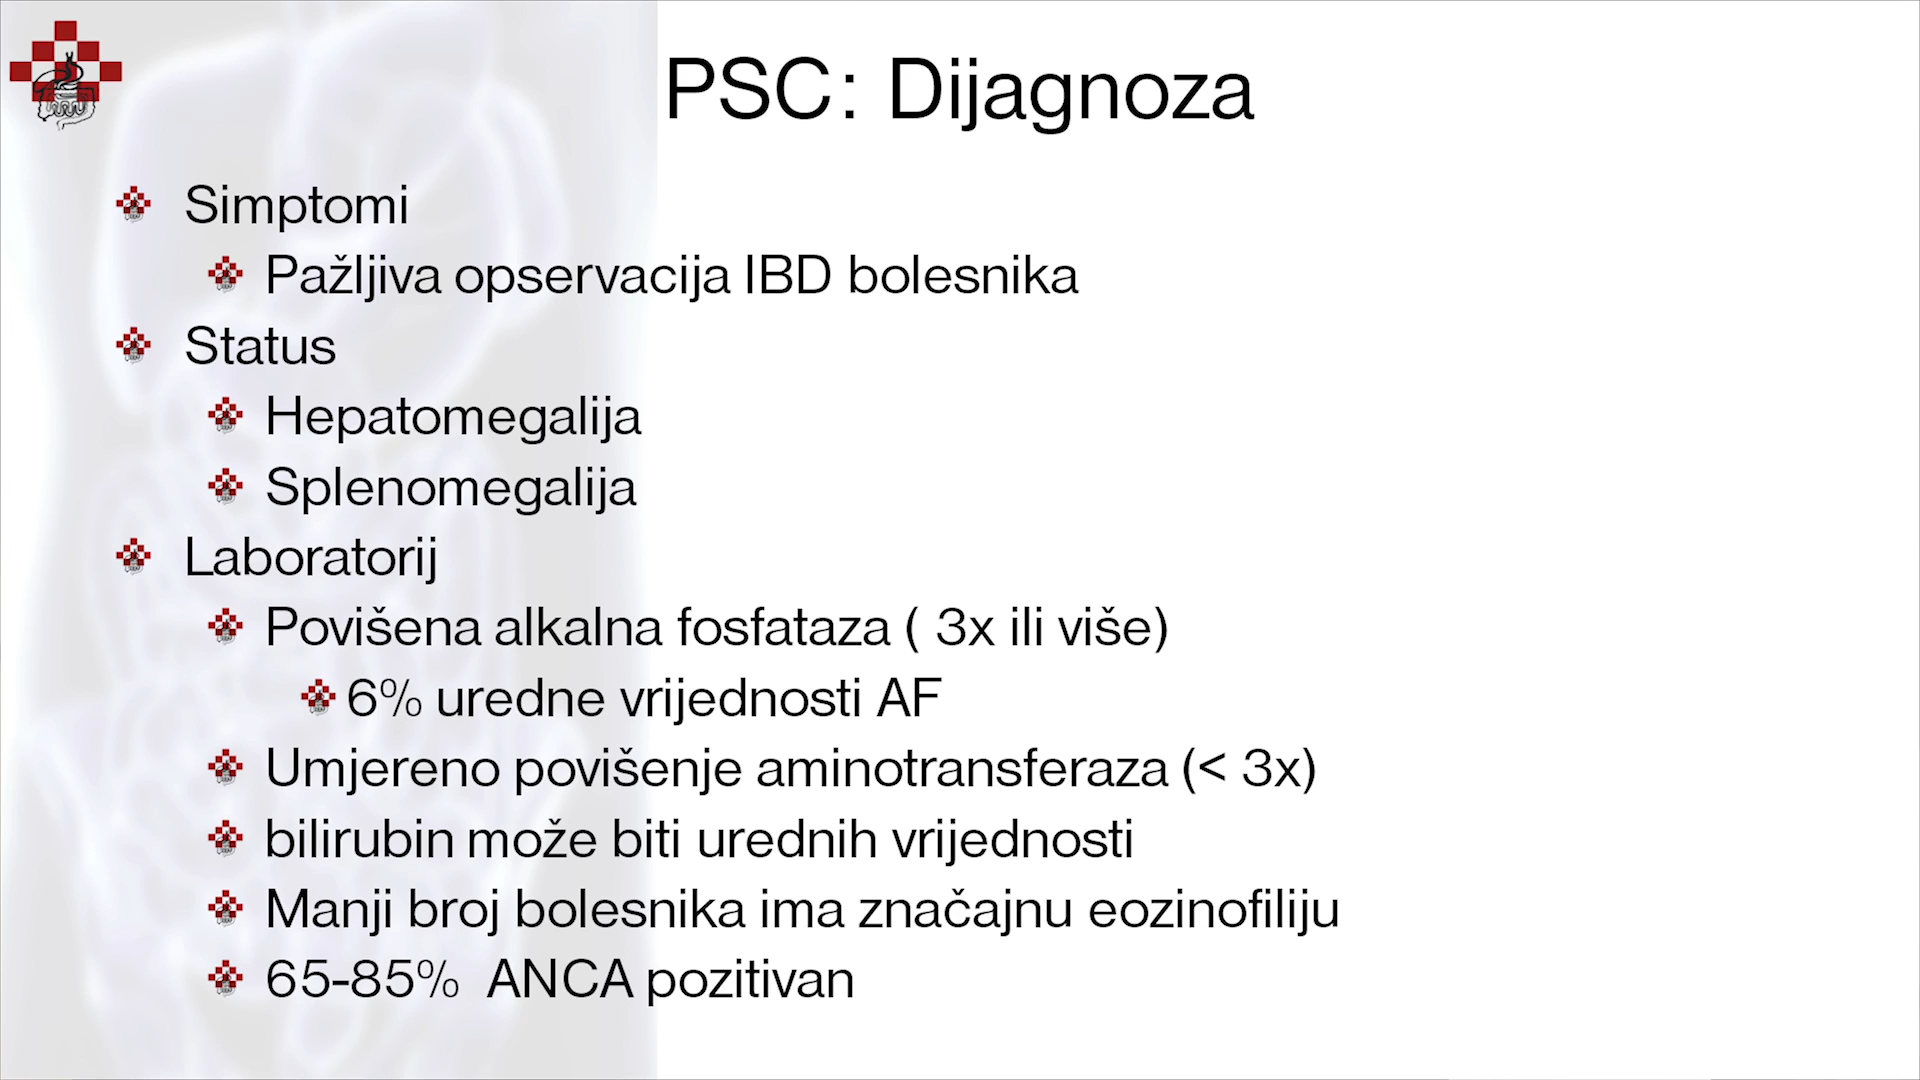 PSC: Dijagnoza
Simptomi
Pažljiva opservacija IBD bolesnika
Status
Hepatomegalija
Splenomegalija
Laboratorij
Povišena alkalna fosfataza ( 3x ili više)
6% uredne vrijednosti AF
Umjereno povišenje aminotransferaza (< 3x)
bilirubin može biti urednih vrijednosti
Manji broj bolesnika ima značajnu eozinofiliju
65-85%  ANCA pozitivan